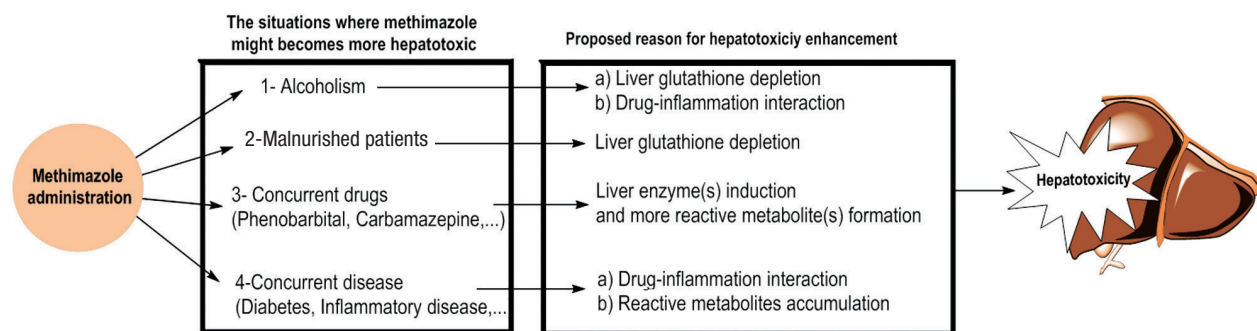 The situations where methimazole
might becomes more hepatotoxic
Proposed reason for hepatotoxiciy enhancement
Methimazole
administration
1- Alcoholism
a) Liver glutathione depletion
b) Drug-inflammation interaction
2-Malnurished patients
Liver glutathione depletion
3- Concurrent drugs
(Phenobarbital, Carbamazepine,...)
Liver enzyme(s) induction
and more reactive metabolite(s) formation
4-Concurrent disease
(Diabetes, Inflammatory disease,...
a) Drug-inflammation interaction
b) Reactive metabolites accumulation
Hepatotoxicity